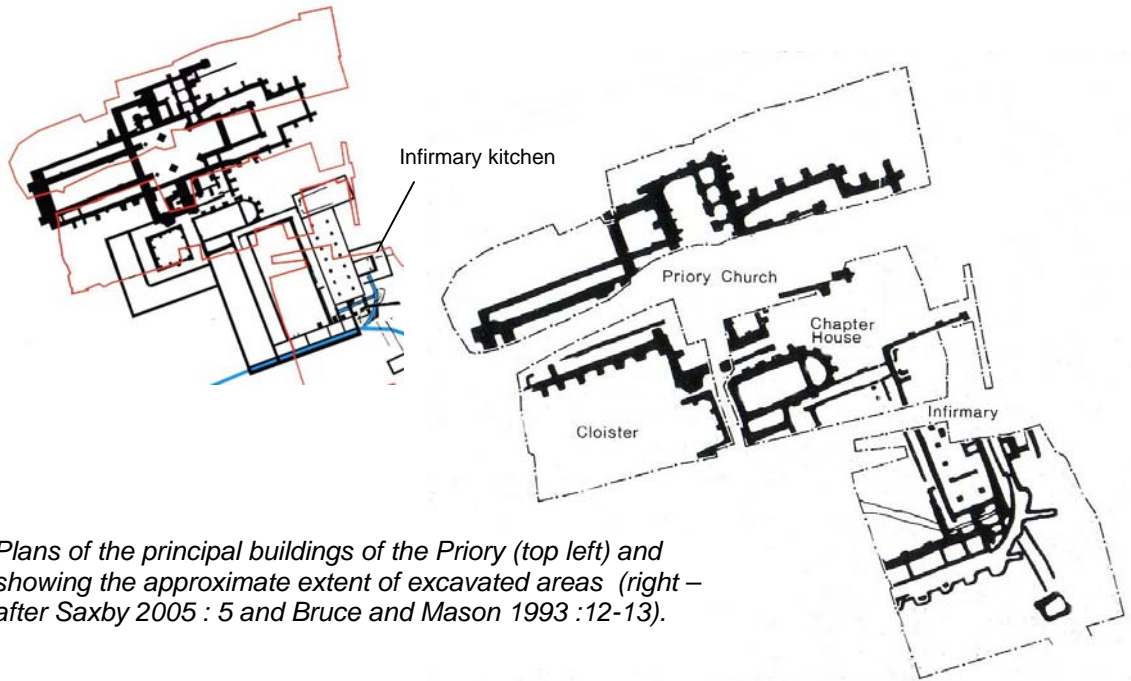 Infirmary kitchen
Priory Church
Chapter
House
Cloister
Infirmary
Plans of the principal buildings of the Priory (top left) and
showing the approximate extent of excavated areas (right –
after Saxby 2005 : 5 and Bruce and Mason 1993 :12-13).